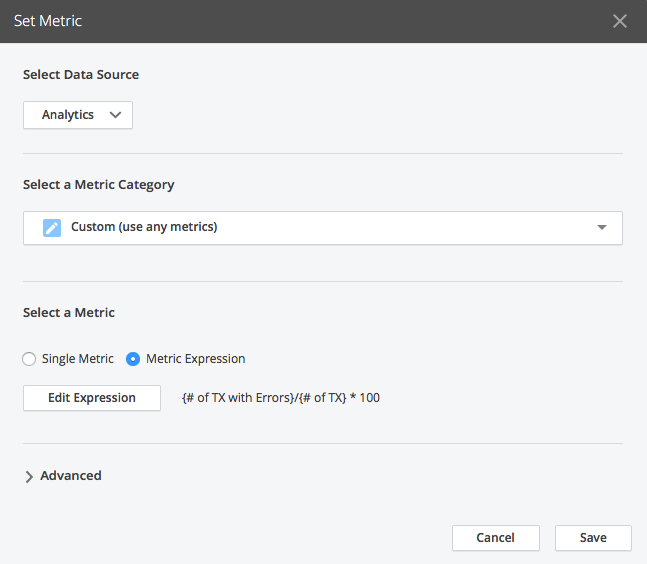 Set Metric
Select Data Source
Analytics
Select a Metric Category
Custom (use any metrics)
Select a Metric
Single Metric Metric Expression
Edit Expression {# of TX with Errors}/{# of TX} * 100
Advanced
Cancel Save